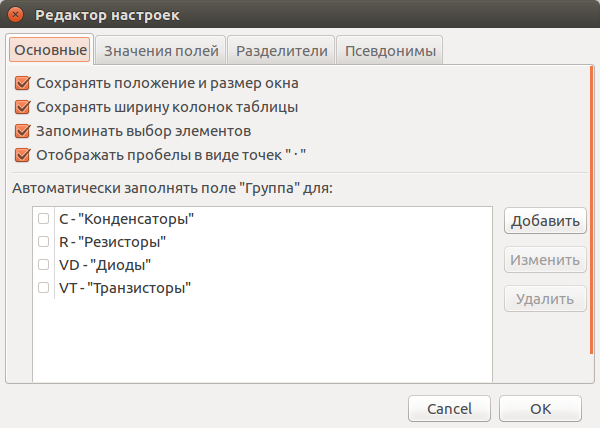 Редактор настроек
Основные Значения полей Разделители Псевдонимы
Сохранять положение и размер окна
Сохранять ширину колонок таблицы
Запоминать выбор элементов
Отображать пробелы в виде точек "·"
Автоматически заполнять поле "Группа" для:
C - "Конденсаторы"
R - "Резисторы"
VD - "Диоды"
VT - "Транзисторы"
Добавить
Изменить
Удалить
Cancel OK